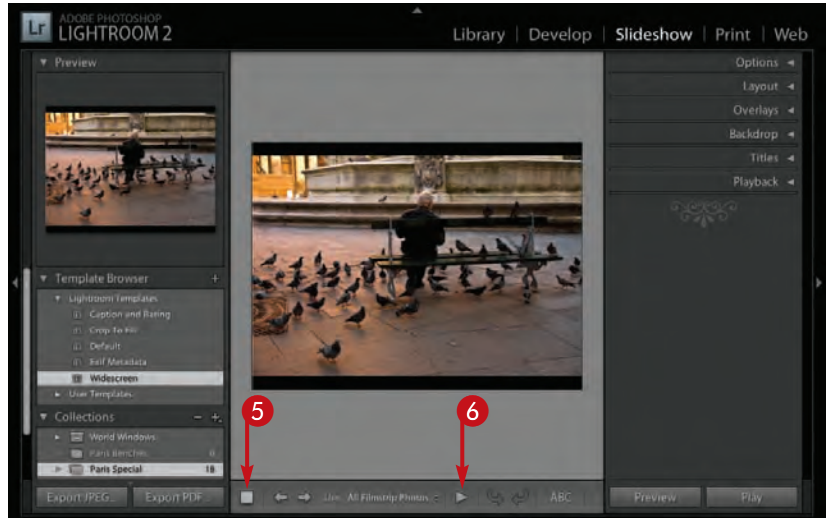 Lr
ADOBE PHOTOSHOP
LIGHTROOM 2
Library | Develop | Slideshow | Print | Web
Preview
Template Browser +
Lightroom Templates
Caption and Rating
Crop To Fill
Default
Exif Metadata
Widescreen
User Templates
Collections − +
World Windows
Paris Benches 0
Paris Special 18
Export JPEG... Export PDF...
5
6
Use: All Filmstrip Photos
ABC
Options
Layout
Overlays
Backdrop
Titles
Playback
Preview Play